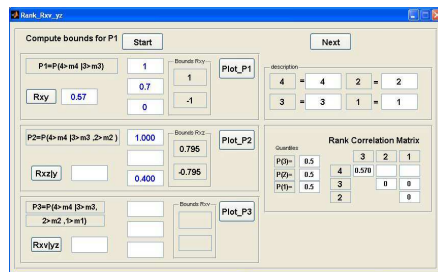 Rank_Rxv_yz
Compute bounds for P1
Start
Next
P1=P(4>m4 |3>m3)
1
Bounds Rxy
1
-1
Plot_P1
Rxy
0.57
0.7
0
description
4 = 4
2 = 2
3 = 3
1 = 1
P2=P(4>m4 |3>m3 ,2>m2 )
1.000
Bounds Rxz
0.795
-0.795
Plot_P2
Rxz|y
0.400
Rank Correlation Matrix
Quantiles
P(3)= 0.5
P(2)= 0.5
P(1)= 0.5
3 2 1
4 0.570
3 0 0
2 0
P3=P(4>m4 |3>m3,
2>m2 ,1>m1)
Bounds Rxv
Plot_P3
Rxv|yz